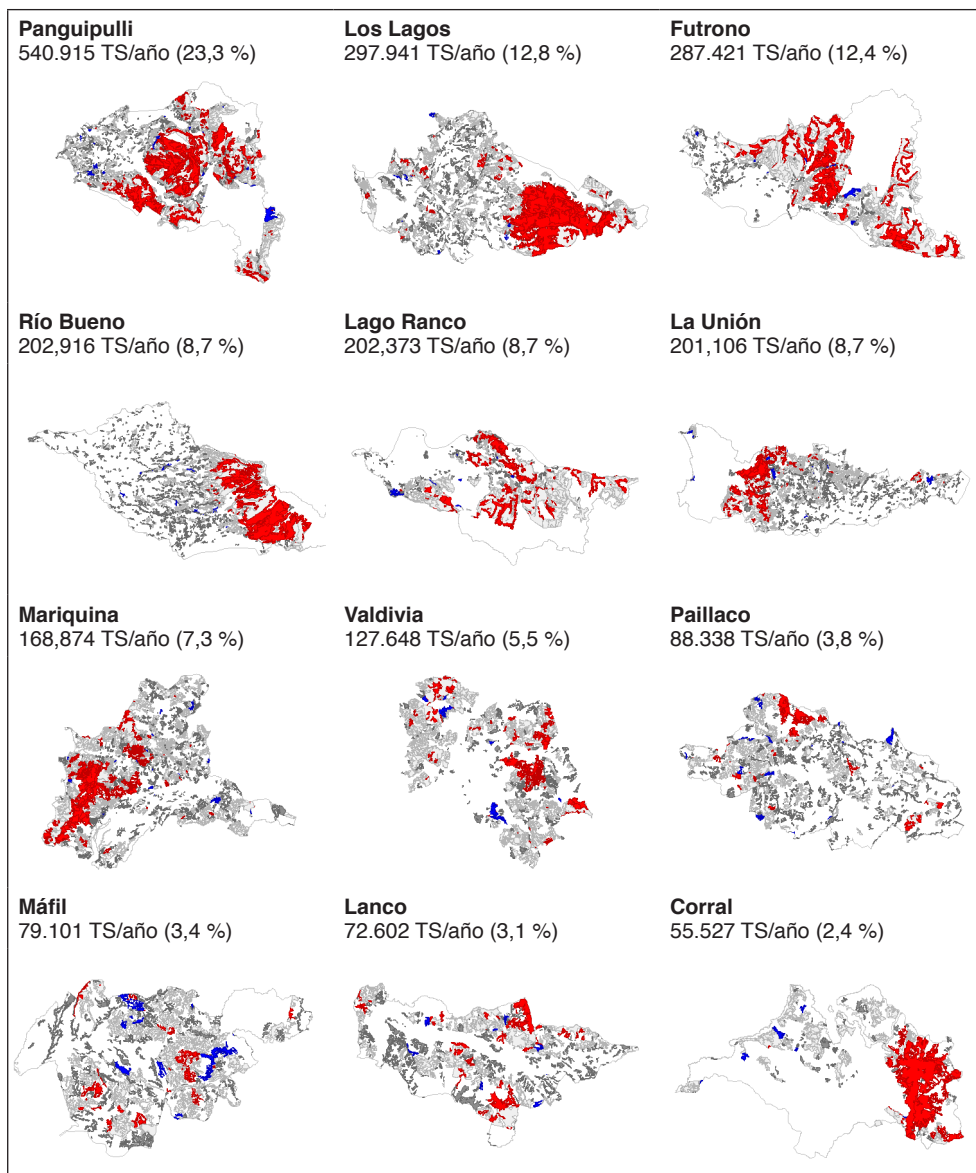 Panguipulli
540.915 TS/año (23,3 %)
Los Lagos
297.941 TS/año (12,8 %)
Futrono
287.421 TS/año (12,4 %)
Río Bueno
202,916 TS/año (8,7 %)
Lago Ranco
202,373 TS/año (8,7 %)
La Unión
201,106 TS/año (8,7 %)
Mariquina
168,874 TS/año (7,3 %)
Valdivia
127.648 TS/año (5,5 %)
Paillaco
88.338 TS/año (3,8 %)
Máfil
79.101 TS/año (3,4 %)
Lanco
72.602 TS/año (3,1 %)
Corral
55.527 TS/año (2,4 %)